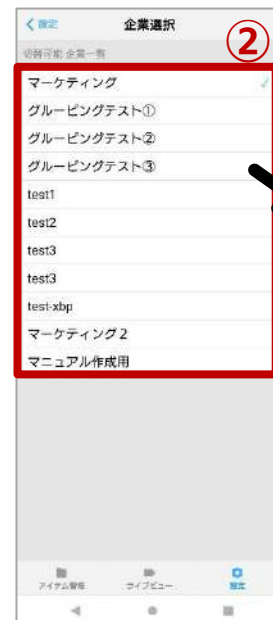 く 設定
企業選択
②
切替可能 企業一覧
マーケティング
グルーピングテスト①
グルーピングテスト②
グルーピングテスト③
test1
test2
test3
test3
test-xbp
マーケティング2
マニュアル作成用
アイテム管理
ライブビュー
設定